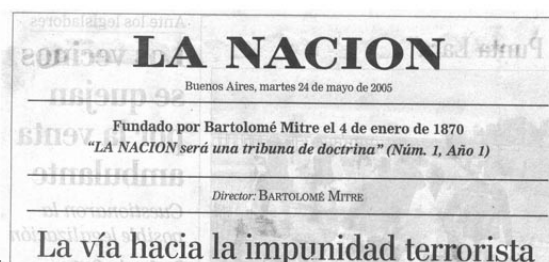 LA NACION
Buenos Aires, martes 24 de mayo de 2005
Fundado por Bartolomé Mitre el 4 de enero de 1870
"LA NACION será una tribuna de doctrina" (Núm. 1, Año 1)
Director: BARTOLOMÉ MITRE
La vía hacia la impunidad terrorista